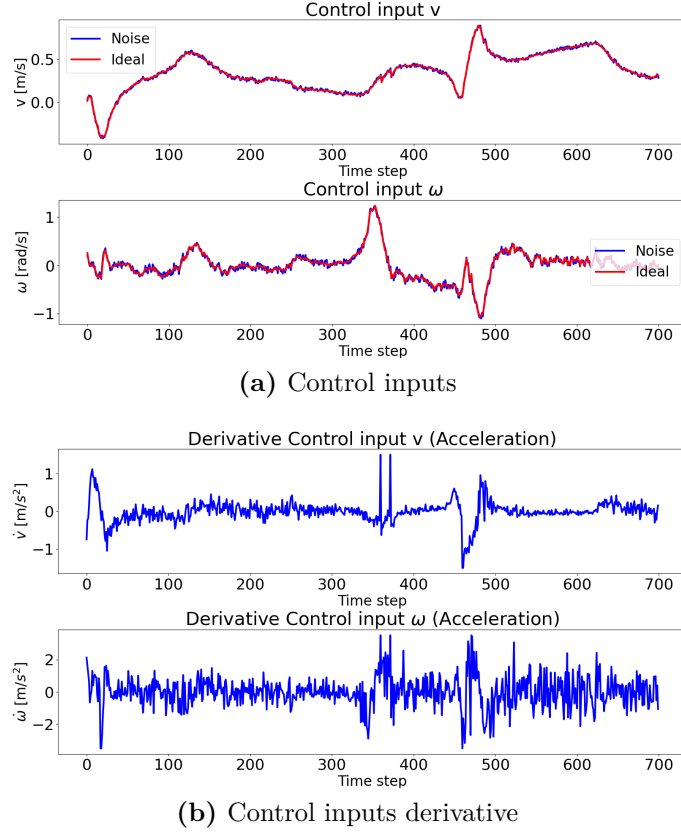 Control input v
v [m/s]
0.5
0.0
Noise
Ideal
0 100 200 300 400 500 600 700
Time step
Control input ω
ω [rad/s]
1
0
−1
Noise
Ideal
0 100 200 300 400 500 600 700
Time step
(a) Control inputs
Derivative Control input v (Acceleration)
v̇ [m/s²]
1
0
−1
0 100 200 300 400 500 600 700
Time step
Derivative Control input ω (Acceleration)
ω̇ [m/s²]
2
0
−2
0 100 200 300 400 500 600 700
Time step
(b) Control inputs derivative